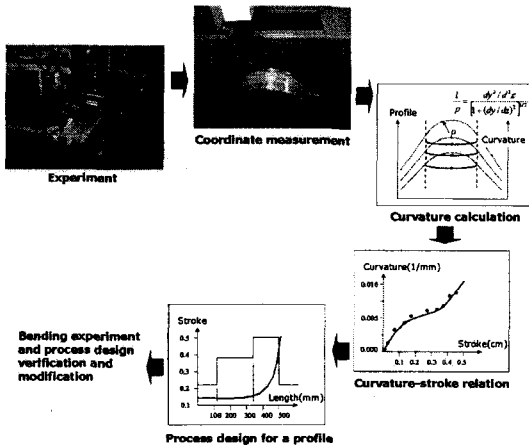 Experiment
Coordinate measurement
Profile
Curvature
ρ
Curvature calculation
Curvature(1/mm)
0.010
0.005
0.000
0.1 0.2 0.3 0.4 0.5
Stroke(cm)
Curvature-stroke relation
Stroke
0.5
0.4
0.3
0.2
0.1
100 200 300 400 500
Length(mm)
Process design for a profile
Bending experiment
and process design
verification and
modification